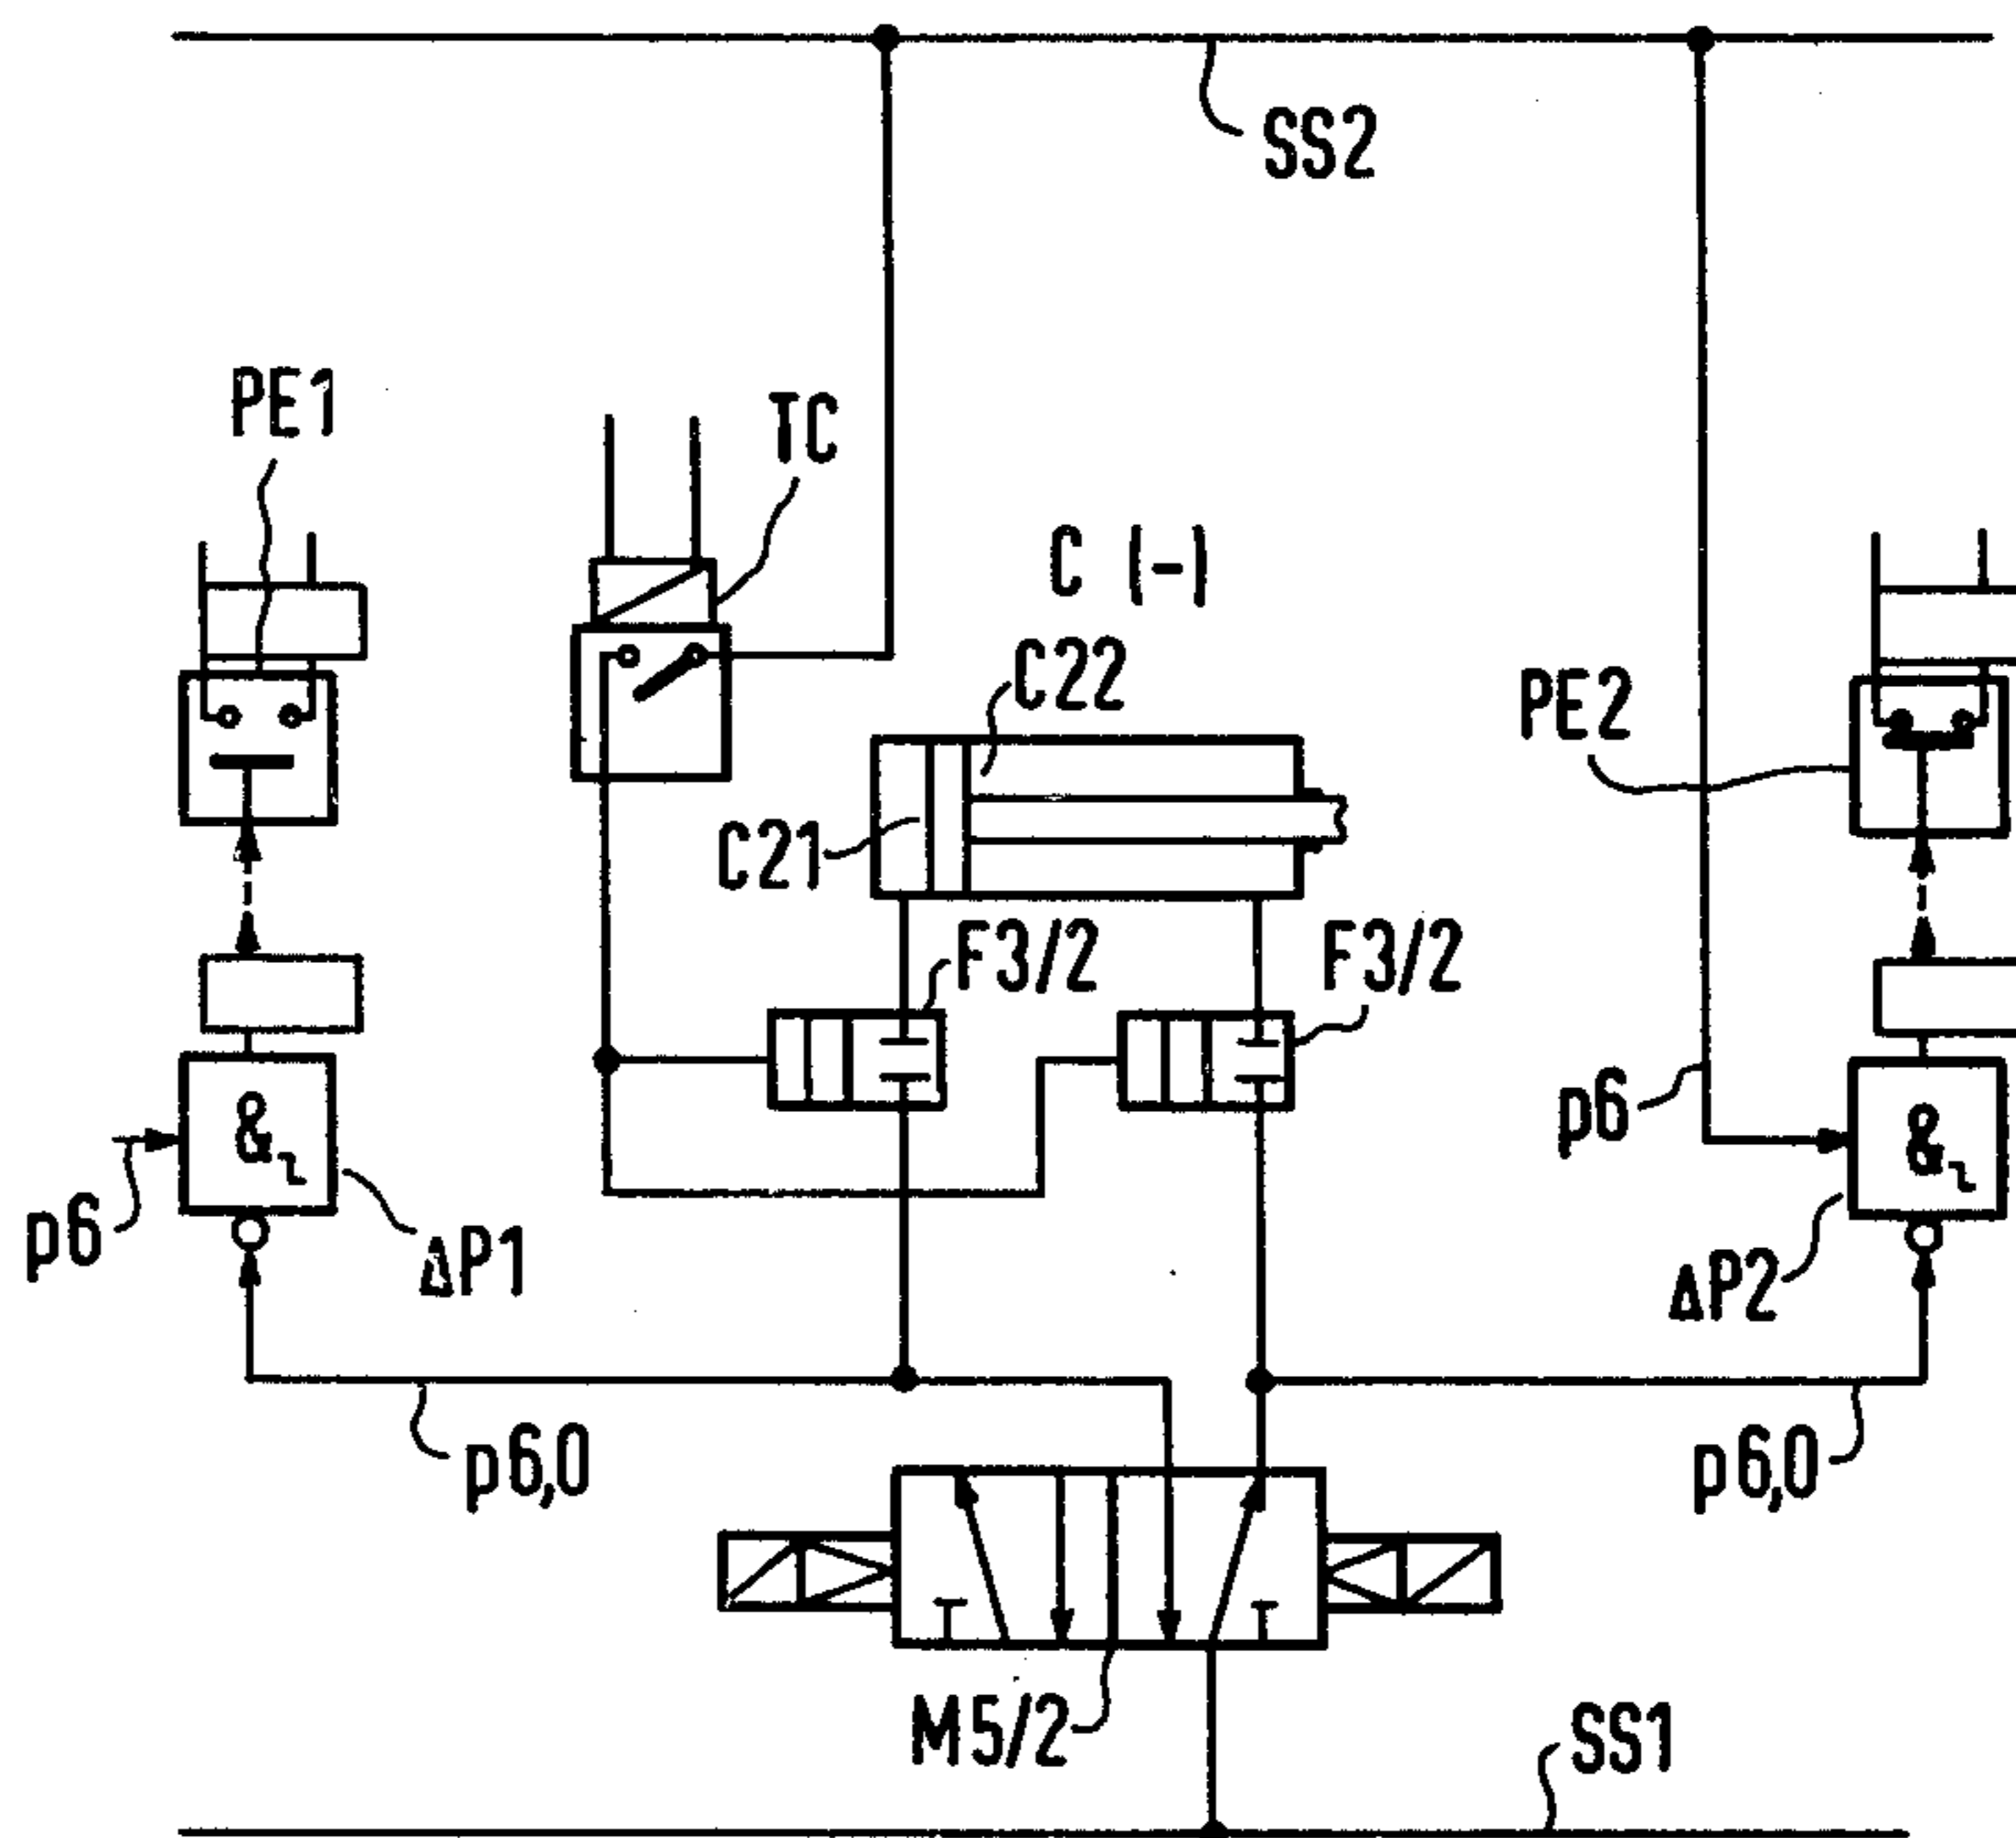 SS2
PE1
TC
C (-)
C22
PE2
C21
F3/2
F3/2
&
p6
&
p6
ΔP1
ΔP2
p6,0
p6,0
M5/2
SS1